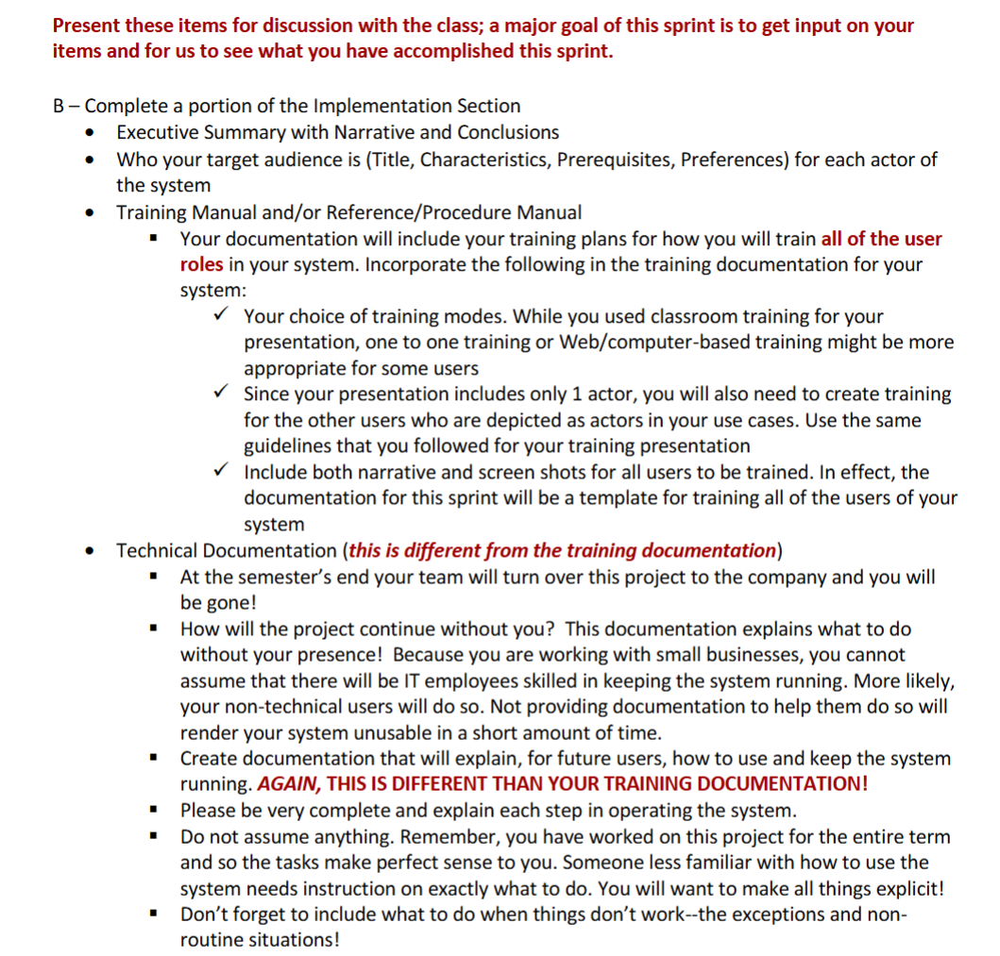 Present these items for discussion with the class; a major goal of this sprint is to get input on your
items and for us to see what you have accomplished this sprint.
B – Complete a portion of the Implementation Section
• Executive Summary with Narrative and Conclusions
• Who your target audience is (Title, Characteristics, Prerequisites, Preferences) for each actor of
the system
• Training Manual and/or Reference/Procedure Manual
▪ Your documentation will include your training plans for how you will train all of the user
roles in your system. Incorporate the following in the training documentation for your
system:
✓ Your choice of training modes. While you used classroom training for your
presentation, one to one training or Web/computer-based training might be more
appropriate for some users
✓ Since your presentation includes only 1 actor, you will also need to create training
for the other users who are depicted as actors in your use cases. Use the same
guidelines that you followed for your training presentation
✓ Include both narrative and screen shots for all users to be trained. In effect, the
documentation for this sprint will be a template for training all of the users of your
system
• Technical Documentation (this is different from the training documentation)
▪ At the semester's end your team will turn over this project to the company and you will
be gone!
▪ How will the project continue without you?  This documentation explains what to do
without your presence!  Because you are working with small businesses, you cannot
assume that there will be IT employees skilled in keeping the system running. More likely,
your non-technical users will do so. Not providing documentation to help them do so will
render your system unusable in a short amount of time.
▪ Create documentation that will explain, for future users, how to use and keep the system
running. AGAIN, THIS IS DIFFERENT THAN YOUR TRAINING DOCUMENTATION!
▪ Please be very complete and explain each step in operating the system.
▪ Do not assume anything. Remember, you have worked on this project for the entire term
and so the tasks make perfect sense to you. Someone less familiar with how to use the
system needs instruction on exactly what to do. You will want to make all things explicit!
▪ Don't forget to include what to do when things don't work--the exceptions and non-
routine situations!